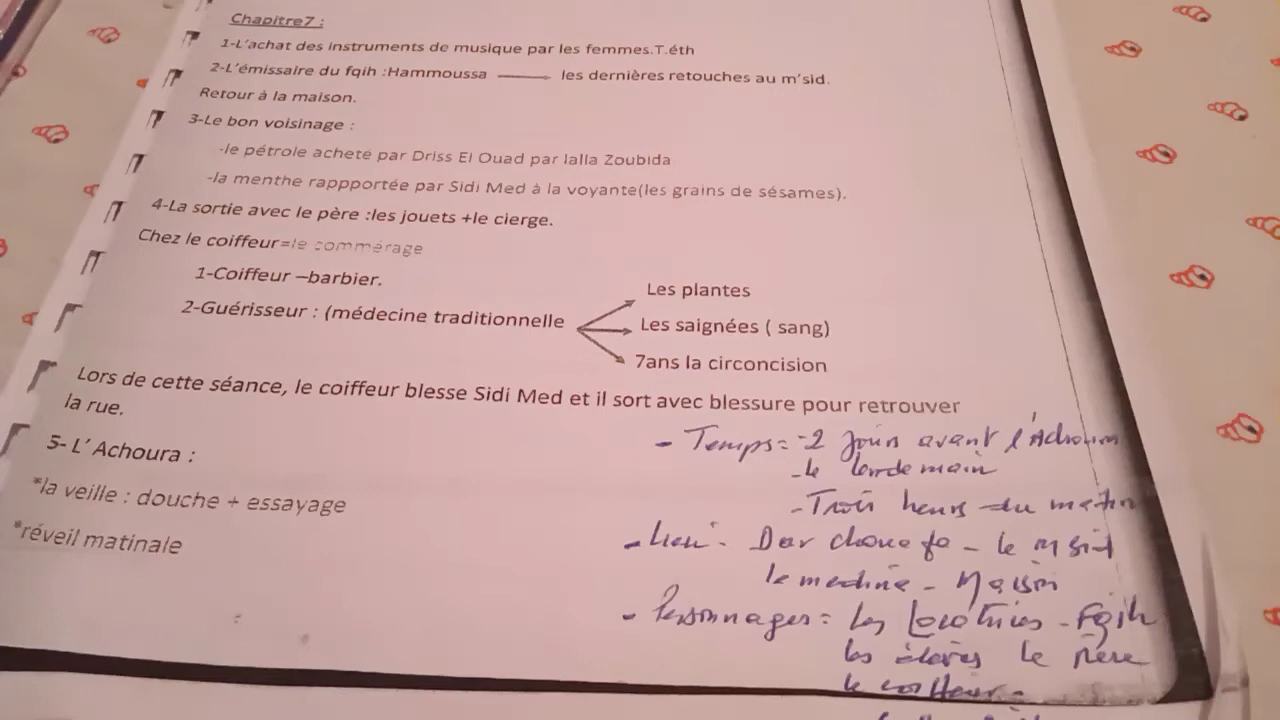 Chapitre7 :
1-L'achat des instruments de musique par les femmes.T.éth
2-L'émissaire du fqih :Hammoussa → les dernières retouches au m'sid.
Retour à la maison.
3-Le bon voisinage :
-le pétrole acheté par Driss El Ouad par lalla Zoubida
-la menthe rappportée par Sidi Med à la voyante(les grains de sésames).
4-La sortie avec le père :les jouets +le cierge.
Chez le coiffeur=le commérage
1-Coiffeur –barbier.
2-Guérisseur : (médecine traditionnelle
Les plantes
Les saignées ( sang)
7ans la circoncision
Lors de cette séance, le coiffeur blesse Sidi Med et il sort avec blessure pour retrouver
la rue.
5- L' Achoura :
*la veille : douche + essayage
*réveil matinale
- Temps = -2 jours avant l'Achoura
-le lendemain
-Trois heures du matin
- Lieu - Dar chouafa - le msid
le medina - Maison
- Personnages = les locatrices - Fqih
les élèves le Père
le coiffeur -